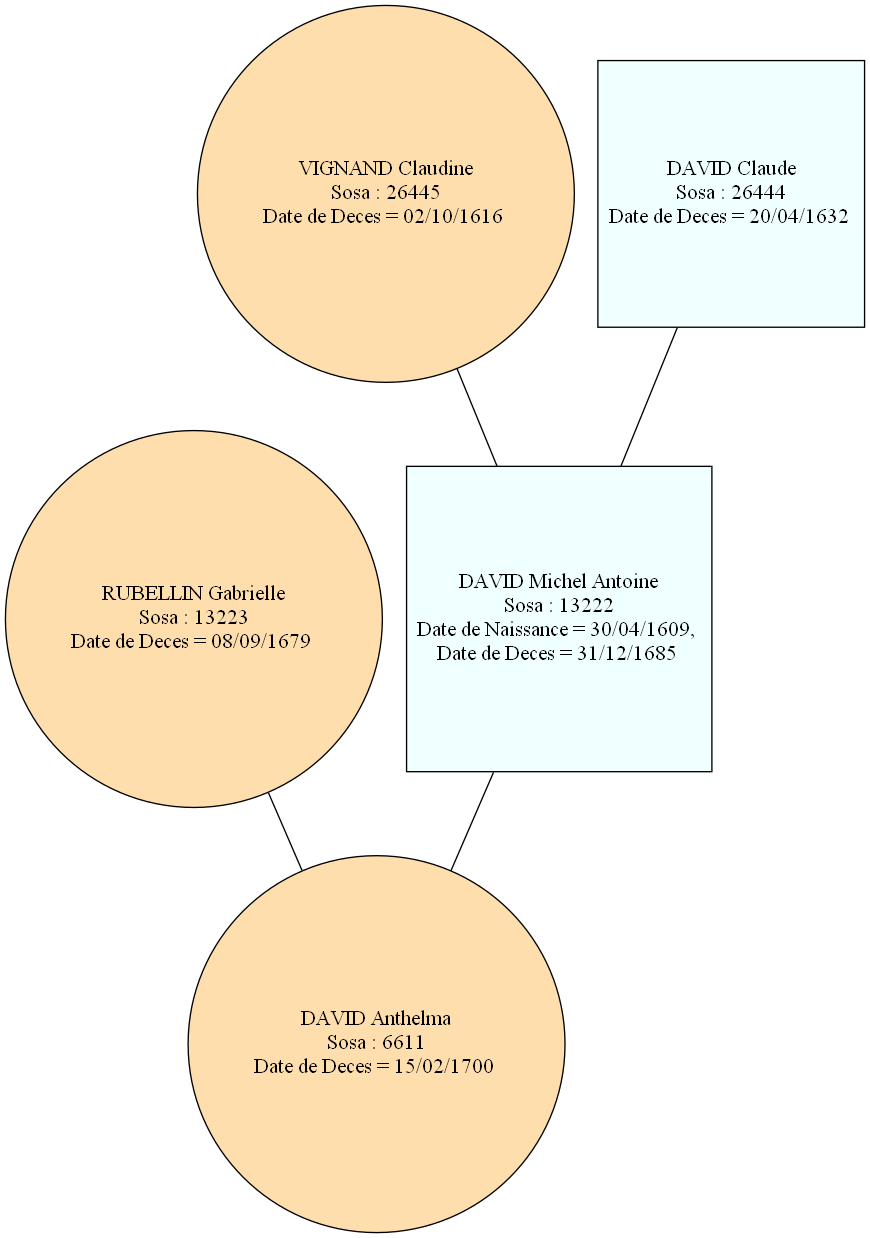 VIGNAND Claudine
Sosa : 26445
Date de Deces = 02/10/1616
DAVID Claude
Sosa : 26444
Date de Deces = 20/04/1632
RUBELLIN Gabrielle
Sosa : 13223
Date de Deces = 08/09/1679
DAVID Michel Antoine
Sosa : 13222
Date de Naissance = 30/04/1609,
Date de Deces = 31/12/1685
DAVID Anthelma
Sosa : 6611
Date de Deces = 15/02/1700